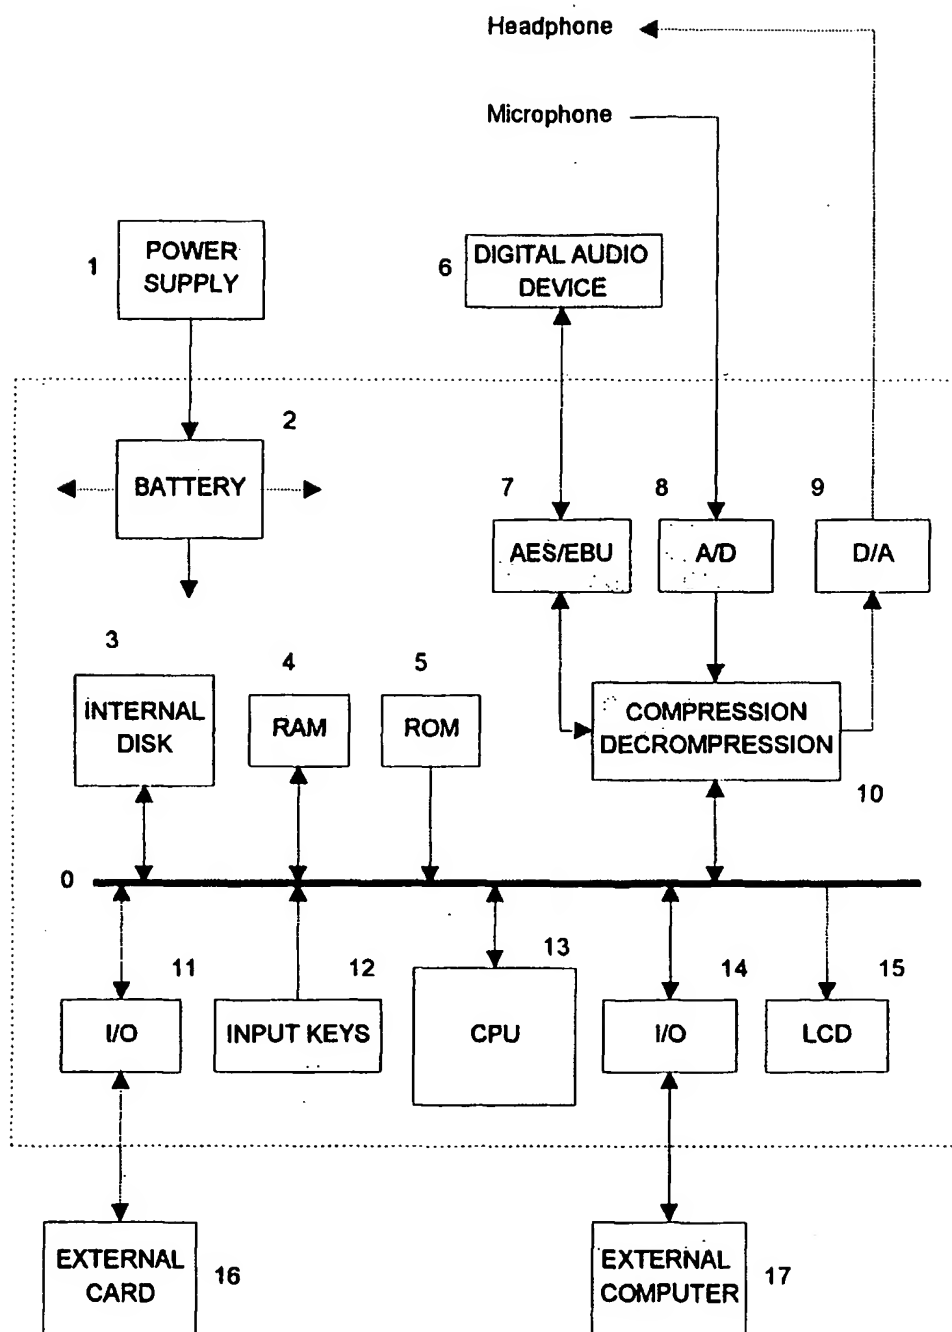 Headphone
Microphone
1
POWER
SUPPLY
6
DIGITAL AUDIO
DEVICE
2
BATTERY
7
8
9
AES/EBU
A/D
D/A
3
4
5
INTERNAL
DISK
RAM
ROM
COMPRESSION
DECROMPRESSION
10
0
11
12
13
14
15
I/O
INPUT KEYS
CPU
I/O
LCD
EXTERNAL
CARD
16
EXTERNAL
COMPUTER
17